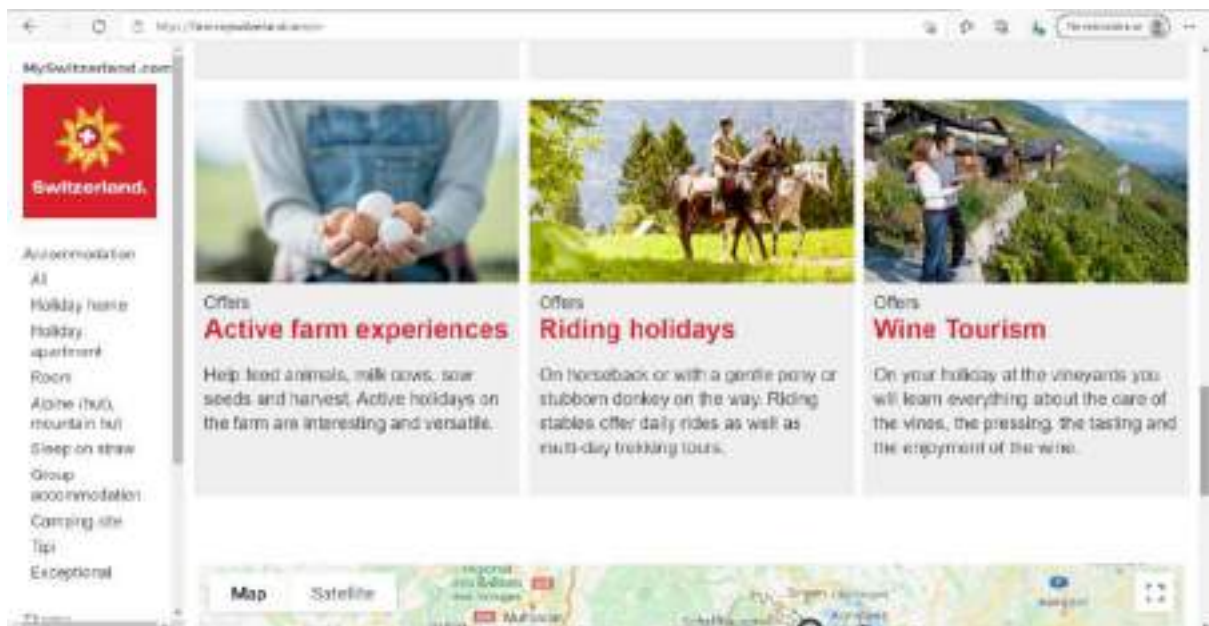 MySwitzerland.com
Switzerland.
Accommodation
All
Holiday home
Holiday
apartment
Room
Alpine (hut),
mountain hut
Sleep on straw
Group
accommodation
Camping site
Tipi
Exceptional
Offers
Active farm experiences
Help feed animals, milk cows, sow
seeds and harvest. Active holidays on
the farm are interesting and versatile.
Offers
Riding holidays
On horseback or with a gentle pony or
stubborn donkey on the way. Riding
stables offer daily rides as well as
multi-day trekking tours.
Offers
Wine Tourism
On your holiday at the vineyards you
will learn everything about the care of
the vines, the pressing, the tasting and
the enjoyment of the wine.
Map
Satellite